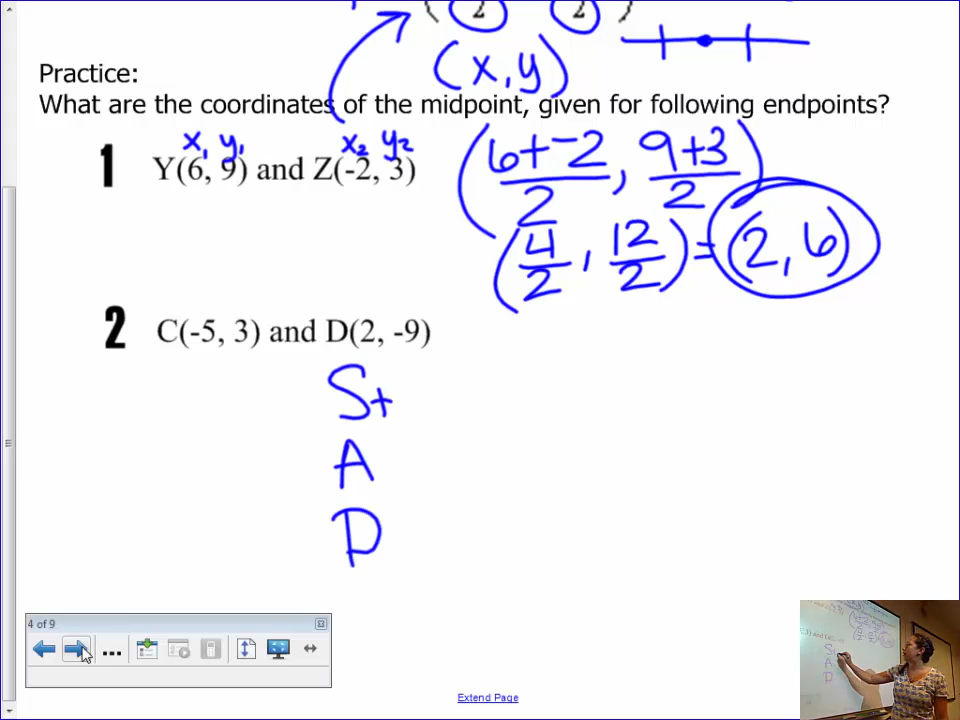 (x, y)
Practice:
What are the coordinates of the midpoint, given for following endpoints?
x₁ y₁ x₂ y₂
1 Y(6, 9) and Z(-2, 3) (6+-2/2, 9+3/2)
(4/2, 12/2) = (2, 6)
2 C(-5, 3) and D(2, -9)
S+
A
D
4 of 9
Extend Page